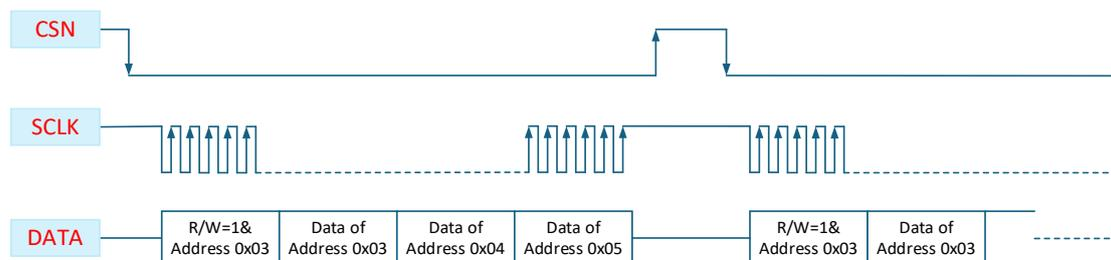 CSN
SCLK
DATA
R/W=1&
Address 0x03
Data of
Address 0x03
Data of
Address 0x04
Data of
Address 0x05
R/W=1&
Address 0x03
Data of
Address 0x03